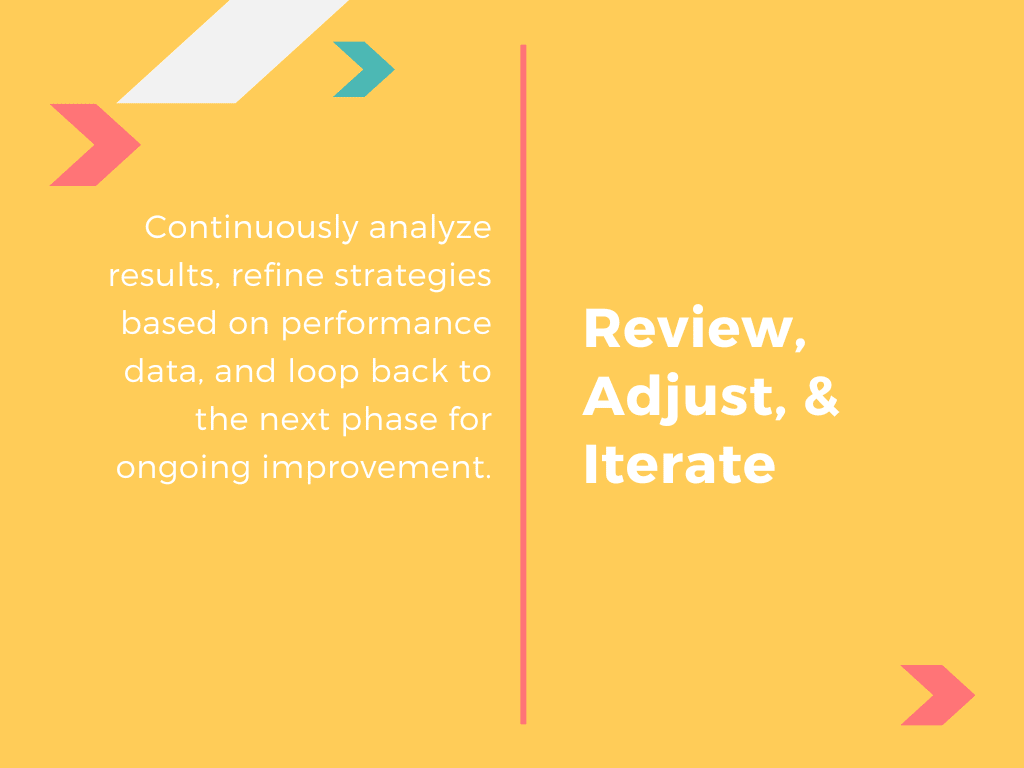 Continuously analyze
results, refine strategies
based on performance
data, and loop back to
the next phase for
ongoing improvement.
Review,
Adjust, &
Iterate